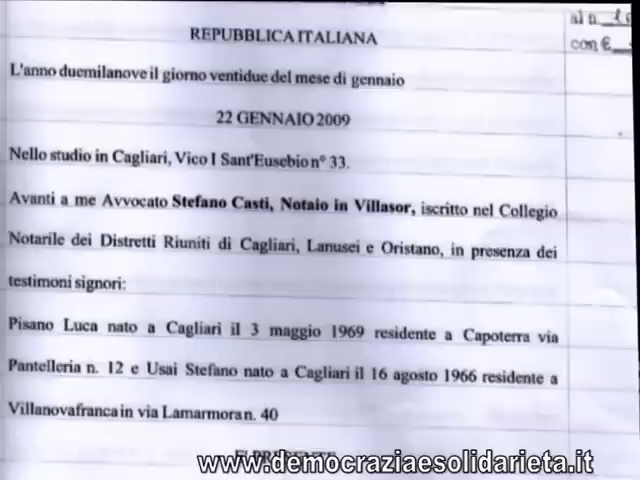 REPUBBLICA ITALIANA
al n.
con €
L'anno duemilanove il giorno ventidue del mese di gennaio
22 GENNAIO 2009
Nello studio in Cagliari, Vico I Sant'Eusebio n° 33.
Avanti a me Avvocato Stefano Casti, Notaio in Villasor, iscritto nel Collegio
Notarile dei Distretti Riuniti di Cagliari, Lanusei e Oristano, in presenza dei
testimoni signori:
Pisano Luca nato a Cagliari il 3 maggio 1969 residente a Capoterra via
Pantelleria n. 12 e Usai Stefano nato a Cagliari il 16 agosto 1966 residente a
Villanovafranca in via Lamarmora n. 40
www.democraziaesolidarieta.it